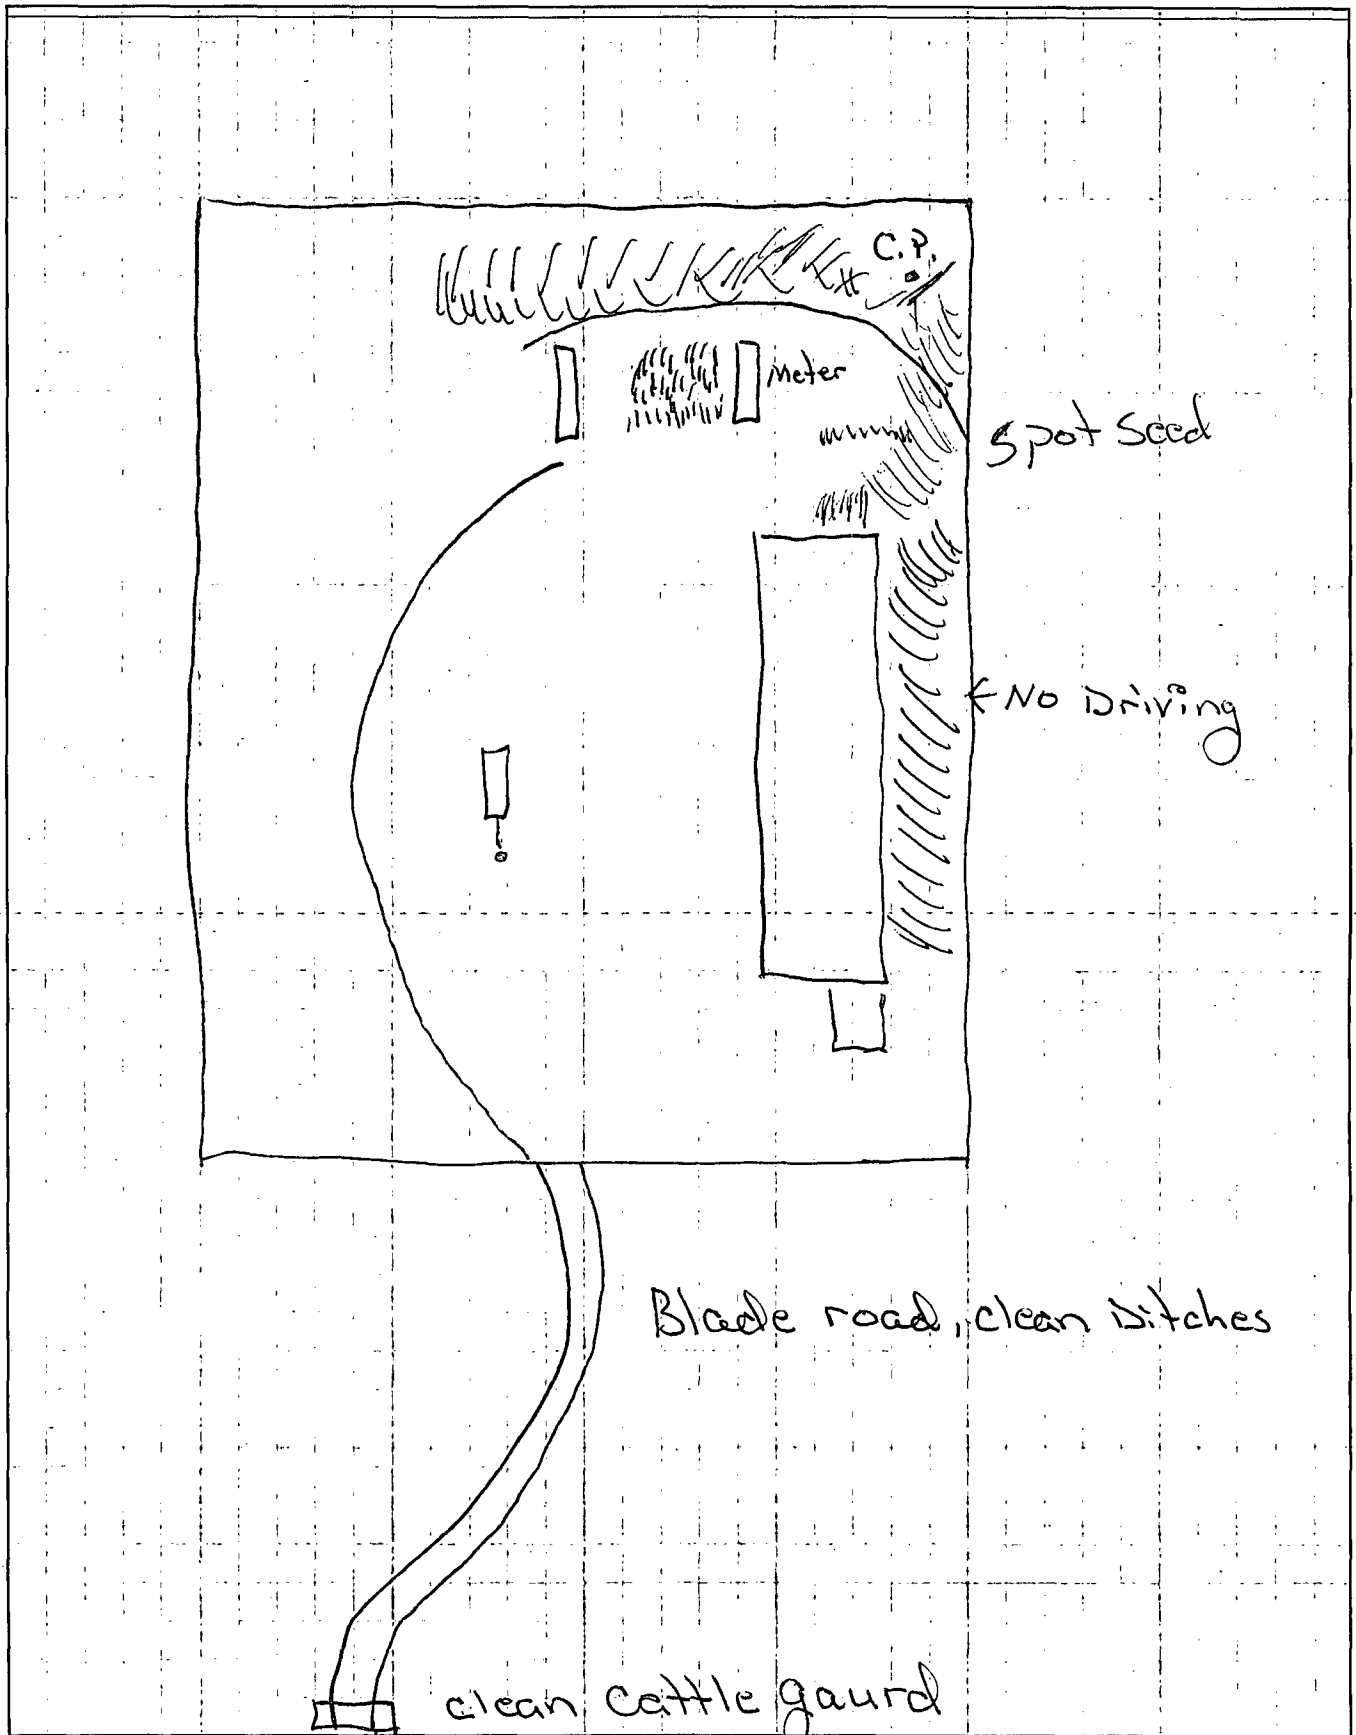 C.P.
Meter
Spot Seed
No Driving
Blade road, clean Ditches
clean cattle gaurd